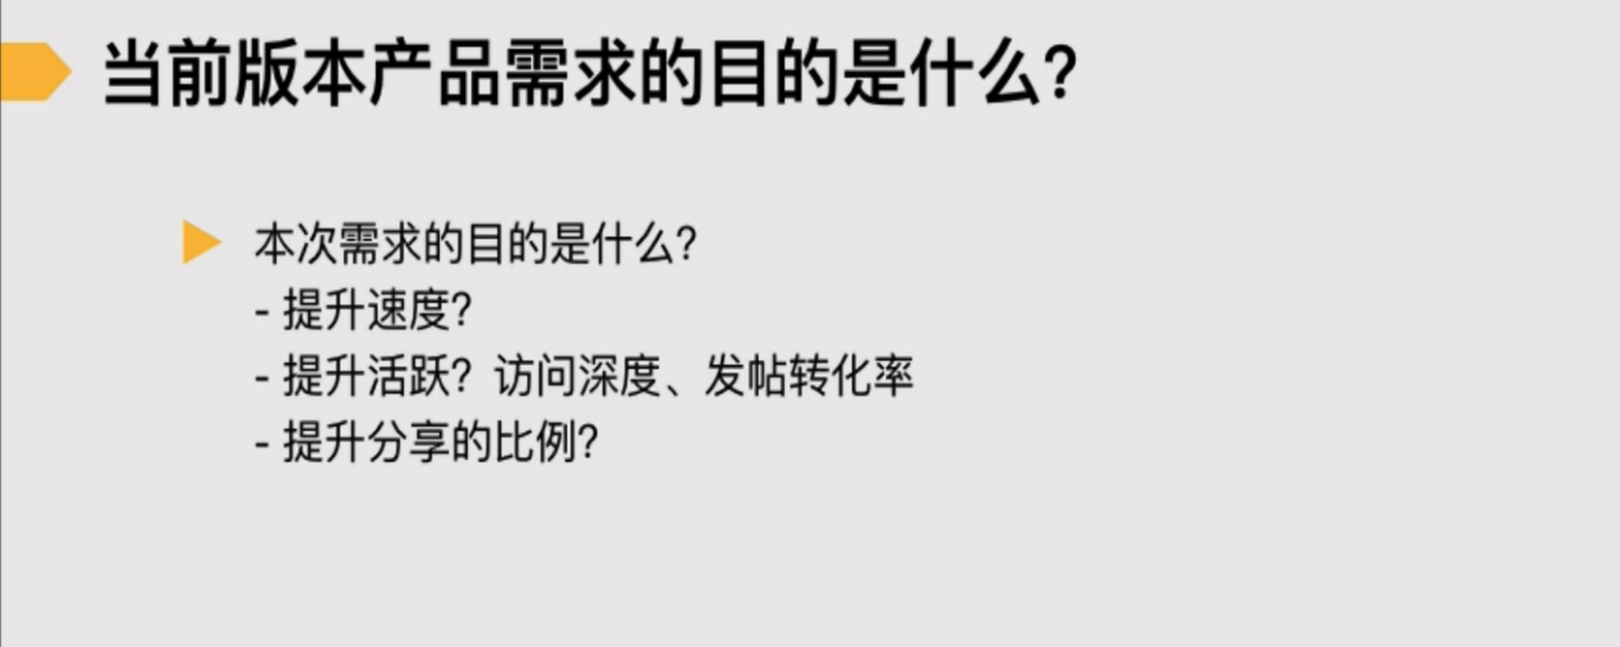 当前版本产品需求的目的是什么?
本次需求的目的是什么?
- 提升速度?
- 提升活跃? 访问深度、发帖转化率
- 提升分享的比例?